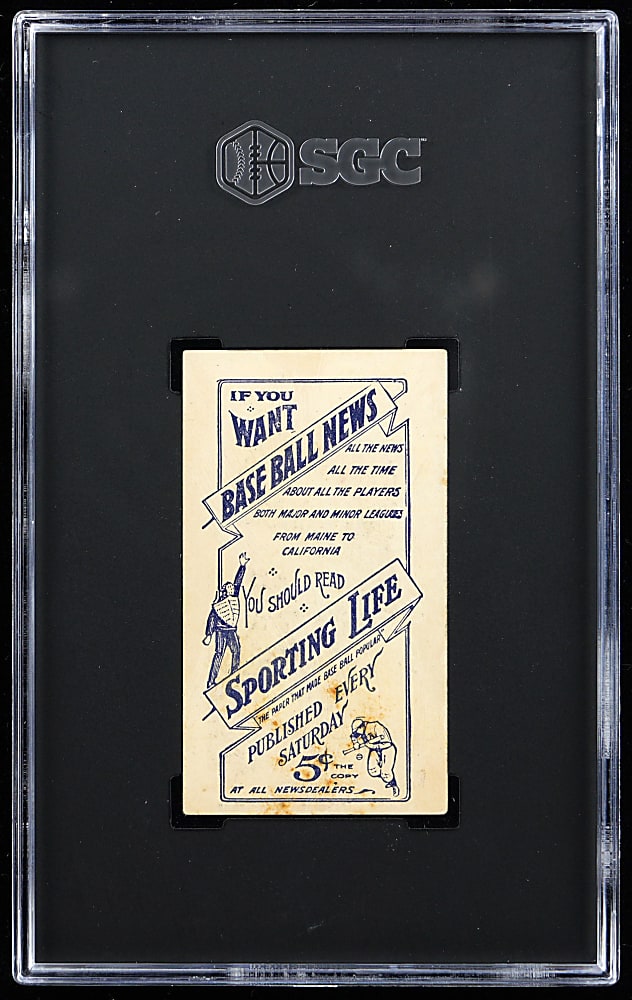 SGC
IF YOU
WANT
BASE BALL NEWS
ALL THE NEWS
ALL THE TIME
ABOUT ALL THE PLAYERS
BOTH MAJOR AND MINOR LEAGUES
FROM MAINE TO
CALIFORNIA
YOU SHOULD READ
SPORTING LIFE
THE PAPER THAT MADE BASE BALL POPULAR
PUBLISHED EVERY
SATURDAY
5¢ THE
COPY
AT ALL NEWSDEALERS